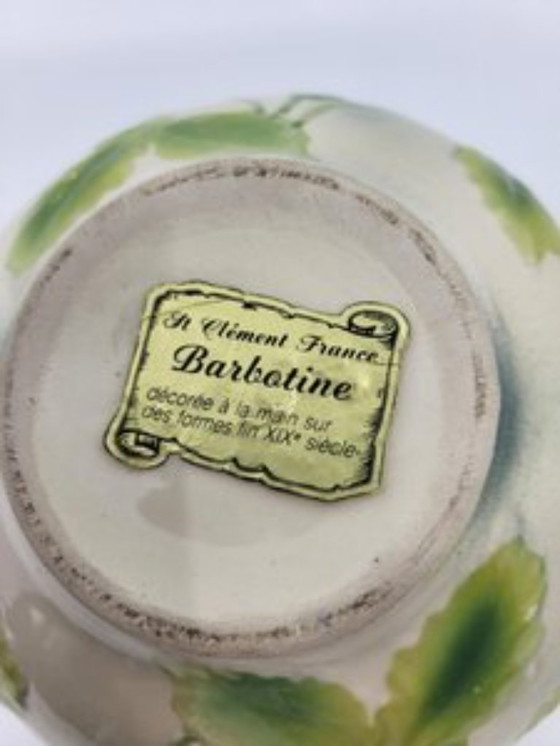 St Clément France
Barbotine
décorée à la main sur
des formes fin XIXe siècle